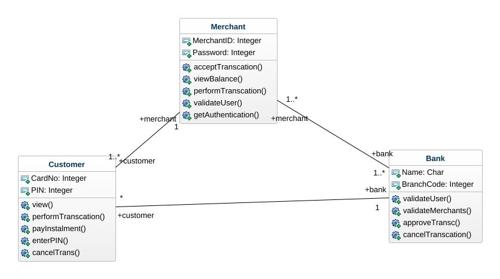 Merchant
MerchantID: Integer
Password: Integer
acceptTranscation()
viewBalance()
performTranscation()
validateUser()
getAuthentication()
+merchant
1
1..*
+merchant
1..*
+customer
+bank
1..*
Customer
CardNo: Integer
PIN: Integer
view()
performTranscation()
payInstalment()
enterPIN()
cancelTrans()
*
+customer
+bank
1
Bank
Name: Char
BranchCode: Integer
validateUser()
validateMerchants()
approveTransc()
cancelTranscation()